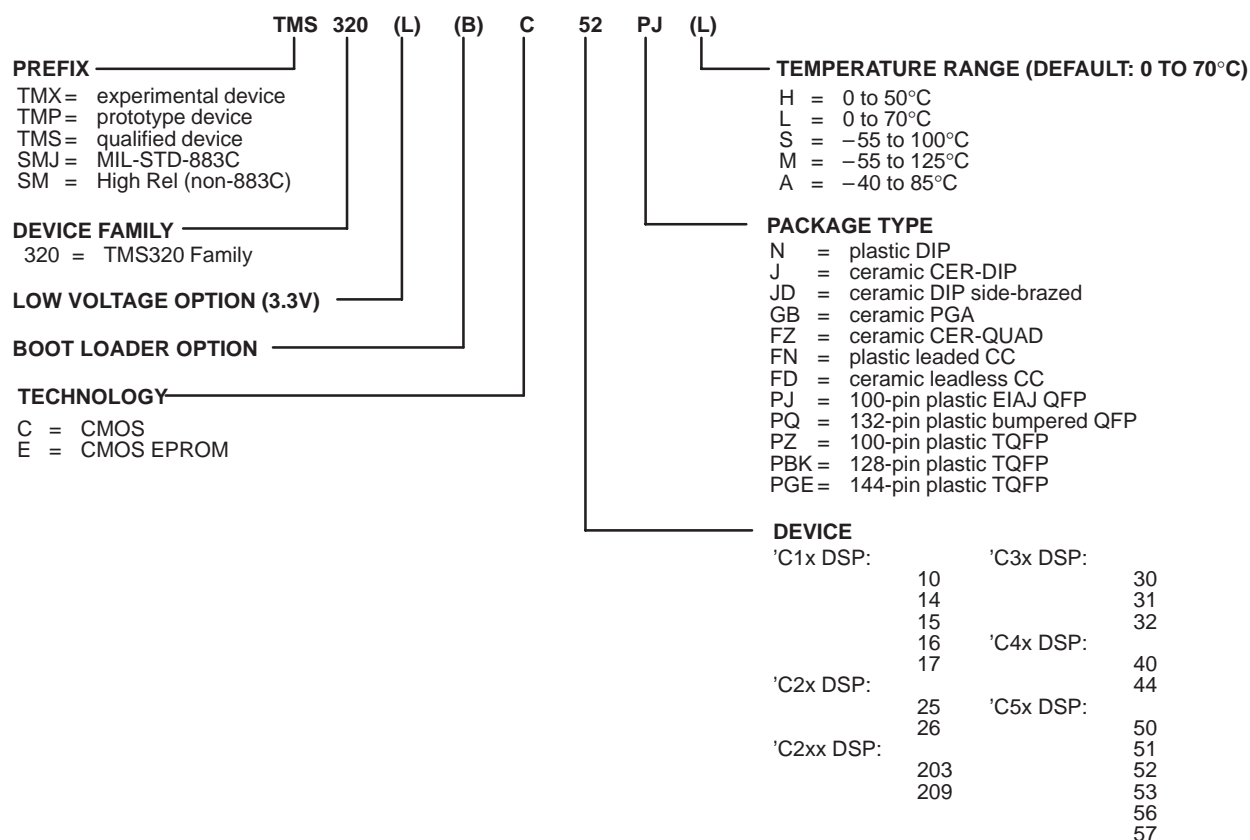 TMS 320 (L) (B) C 52 PJ (L)
PREFIX
TMX = experimental device
TMP = prototype device
TMS = qualified device
SMJ = MIL-STD-883C
SM = High Rel (non-883C)
DEVICE FAMILY
320 = TMS320 Family
LOW VOLTAGE OPTION (3.3V)
BOOT LOADER OPTION
TECHNOLOGY
C = CMOS
E = CMOS EPROM
TEMPERATURE RANGE (DEFAULT: 0 TO 70°C)
H = 0 to 50°C
L = 0 to 70°C
S = –55 to 100°C
M = –55 to 125°C
A = –40 to 85°C
PACKAGE TYPE
N = plastic DIP
J = ceramic CER-DIP
JD = ceramic DIP side-brazed
GB = ceramic PGA
FZ = ceramic CER-QUAD
FN = plastic leaded CC
FD = ceramic leadless CC
PJ = 100-pin plastic EIAJ QFP
PQ = 132-pin plastic bumpered QFP
PZ = 100-pin plastic TQFP
PBK = 128-pin plastic TQFP
PGE = 144-pin plastic TQFP
DEVICE
’C1x DSP:
10
14
15
16
17
’C2x DSP:
25
26
’C2xx DSP:
203
209
’C3x DSP:
30
31
32
’C4x DSP:
40
44
’C5x DSP:
50
51
52
53
56
57